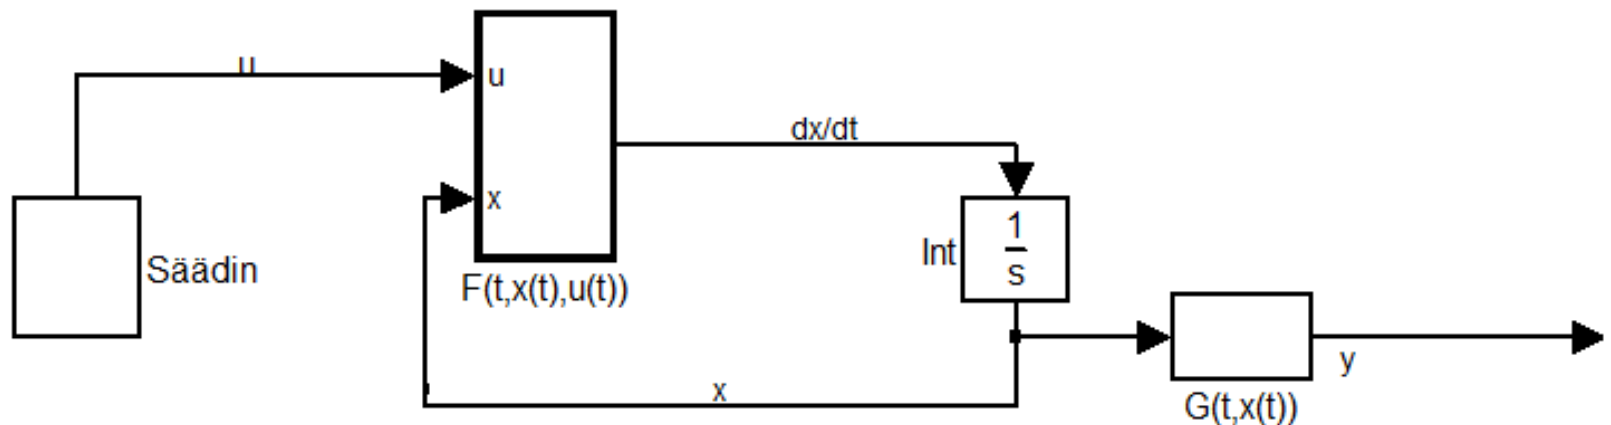 u
u
dx/dt
x
Säädin
F(t,x(t),u(t))
Int
1
s
x
y
G(t,x(t))